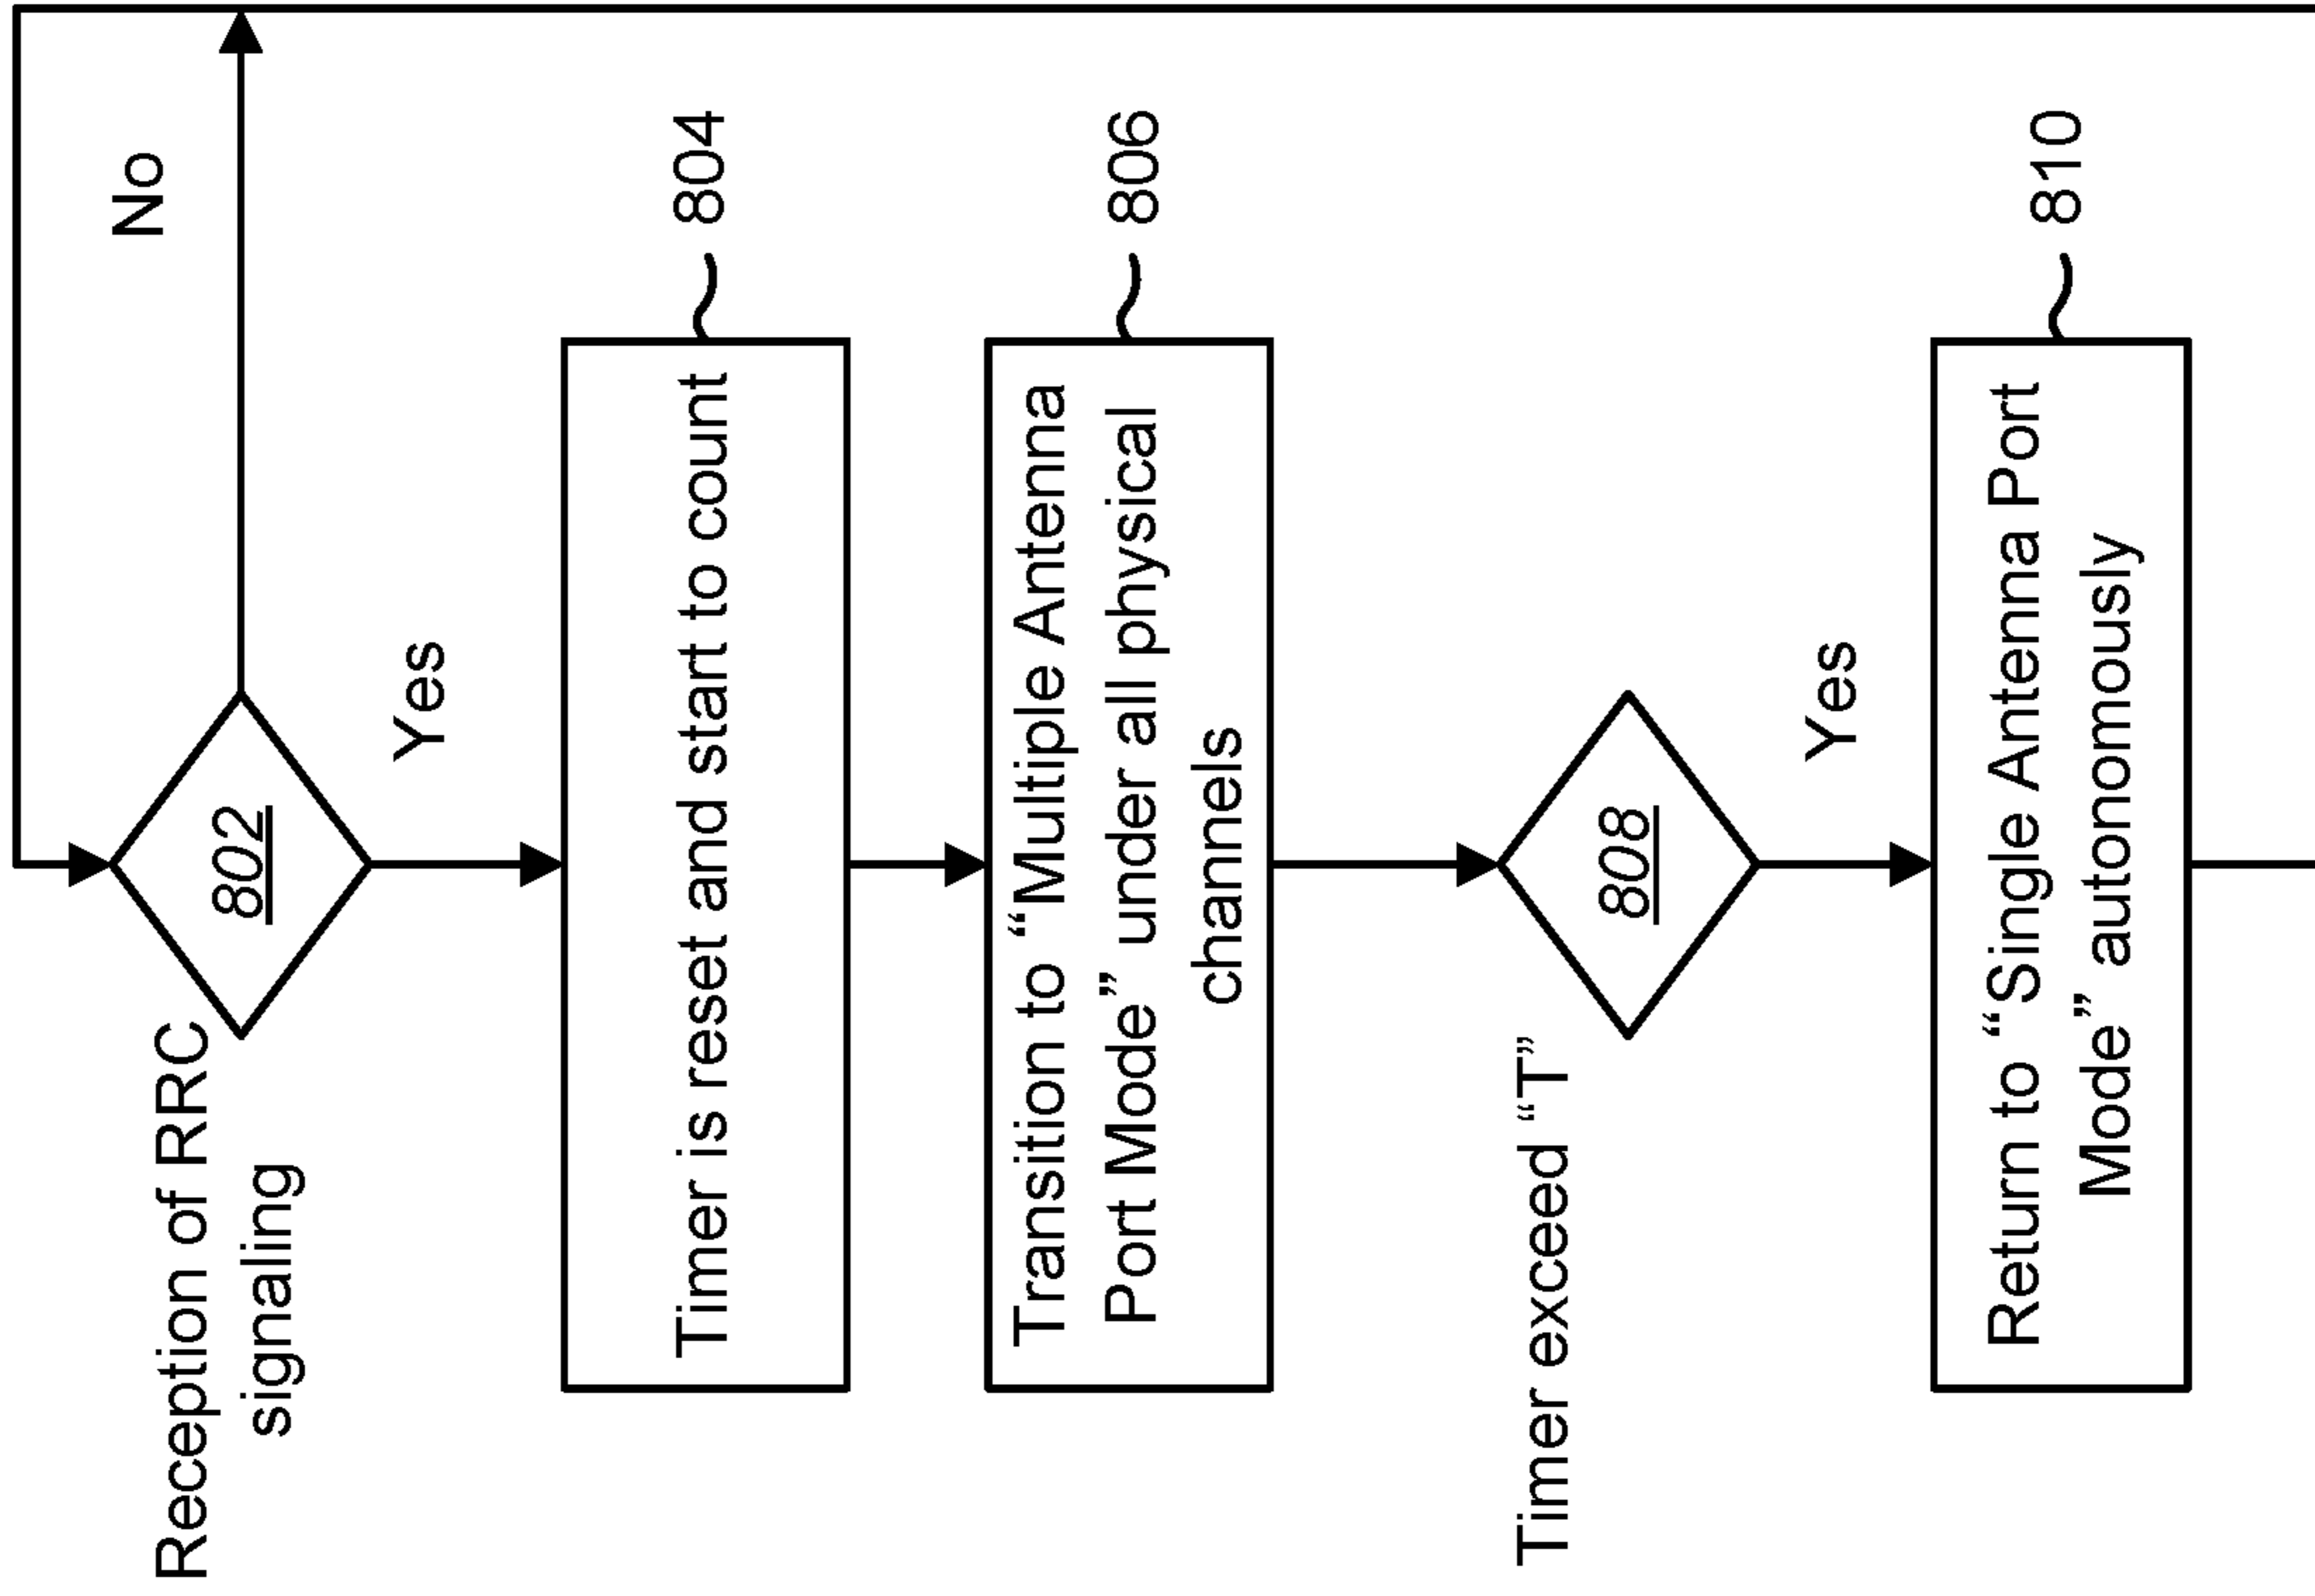 Reception of RRC
signaling
802
No
Yes
Timer is reset and start to count
804
Transition to “Multiple Antenna
Port Mode” under all physical
channels
806
Timer exceed “T”
808
Yes
Return to “Single Antenna Port
Mode” autonomously
810